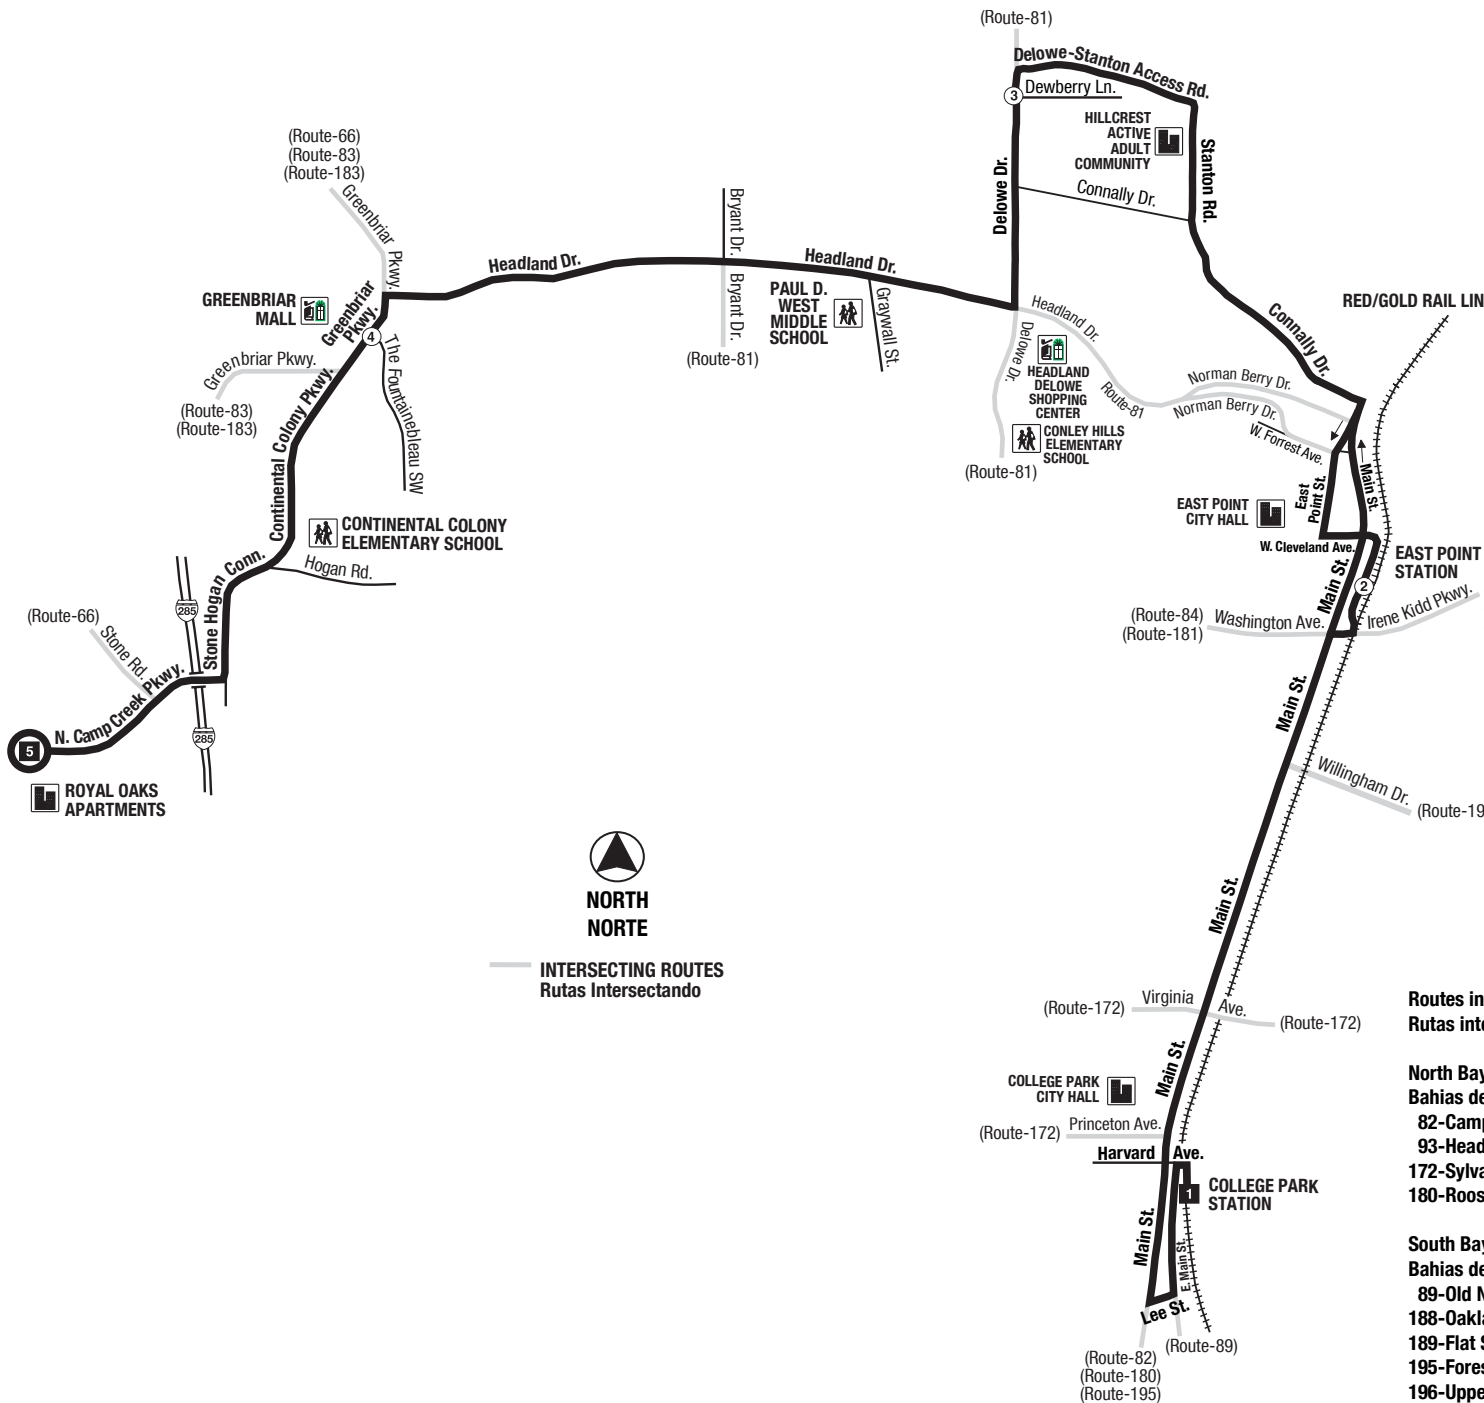 (Route-81)
Delowe-Stanton Access Rd.
3
Dewberry Ln.
HILLCREST
ACTIVE
ADULT
COMMUNITY
Stanton Rd.
Delowe Dr.
Connally Dr.
(Route-66)
(Route-83)
(Route-183)
Greenbriar Pkwy.
Bryant Dr.
Bryant Dr.
(Route-81)
Headland Dr.
Headland Dr.
GREENBRIAR
MALL
Greenbriar
Pkwy.
4
The Fountainebleau SW
PAUL D.
WEST
MIDDLE
SCHOOL
Graywall St.
Headland Dr.
Delowe Dr.
HEADLAND
DELOWE
SHOPPING
CENTER
Route-81
CONLEY HILLS
ELEMENTARY
SCHOOL
(Route-81)
Connally Dr.
RED/GOLD RAIL LIN
Norman Berry Dr.
Norman Berry Dr.
W. Forrest Ave.
Greenbriar Pkwy.
(Route-83)
(Route-183)
Continental Colony Pkwy.
CONTINENTAL COLONY
ELEMENTARY SCHOOL
Hogan Rd.
Stone Hogan Conn.
East
Point St.
Main St.
EAST POINT
CITY HALL
W. Cleveland Ave.
EAST POINT
STATION
2
Main St.
(Route-84)
(Route-181)
Washington Ave.
Irene Kidd Pkwy.
(Route-66)
Stone Rd.
285
285
N. Camp Creek Pkwy.
5
ROYAL OAKS
APARTMENTS
Main St.
Willingham Dr.
(Route-19
NORTH
NORTE
INTERSECTING ROUTES
Rutas Intersectando
Main St.
(Route-172)
Virginia
Ave.
(Route-172)
Main St.
COLLEGE PARK
CITY HALL
(Route-172)
Princeton Ave.
Harvard
Ave.
1
COLLEGE PARK
STATION
Main St.
E. Main St.
Lee St.
(Route-89)
(Route-82)
(Route-180)
(Route-195)
Routes in
Rutas inte
North Bay
Bahias de
82-Camp
93-Head
172-Sylva
180-Roos
South Bay
Bahias de
89-Old N
188-Oakla
189-Flat S
195-Fores
196-Uppe